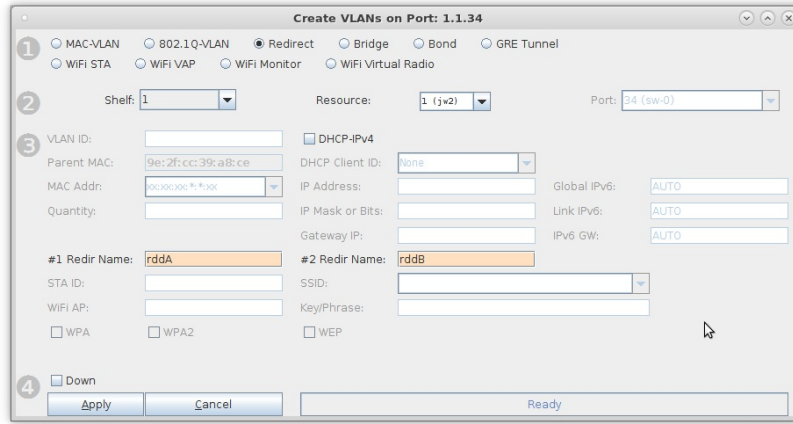 Create VLANs on Port: 1.1.34
1 MAC-VLAN 802.1Q-VLAN Redirect Bridge Bond GRE Tunnel
WiFi STA WiFi VAP WiFi Monitor WiFi Virtual Radio
2 Shelf: 1 Resource: 1 (jw2) Port: 34 (sw-0)
3 VLAN ID: DHCP-IPv4
Parent MAC: 9e:2f:cc:39:a8:ce DHCP Client ID: None
MAC Addr: xx:xx:xx:*:*:xx IP Address: Global IPv6: AUTO
Quantity: IP Mask or Bits: Link IPv6: AUTO
Gateway IP: IPv6 GW: AUTO
#1 Redir Name: rddA #2 Redir Name: rddB
STA ID: SSID:
WiFi AP: Key/Phrase:
WPA WPA2 WEP
4 Down
Apply Cancel Ready